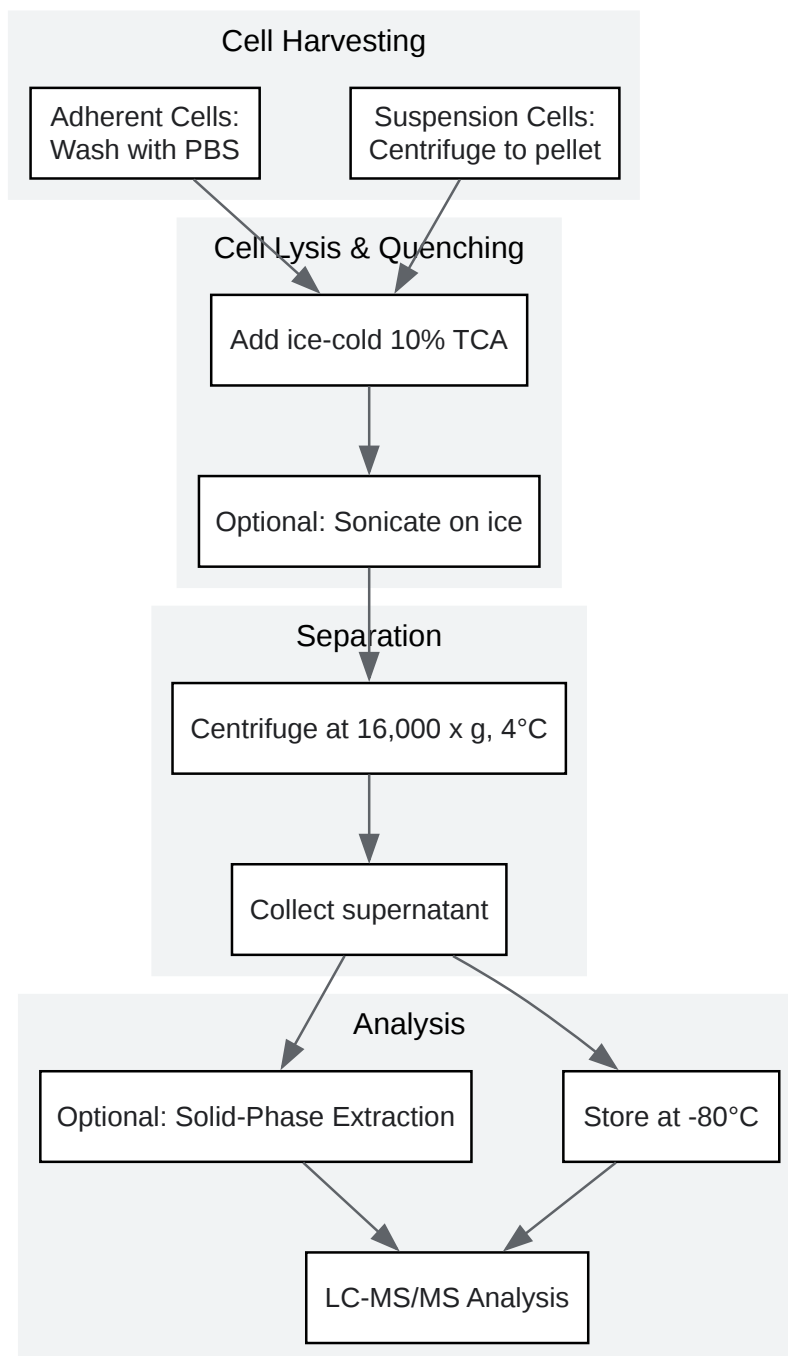 Cell Harvesting
Adherent Cells:
Wash with PBS
Suspension Cells:
Centrifuge to pellet
Cell Lysis & Quenching
Add ice-cold 10% TCA
Optional: Sonicate on ice
Separation
Centrifuge at 16,000 x g, 4°C
Collect supernatant
Analysis
Optional: Solid-Phase Extraction
Store at -80°C
LC-MS/MS Analysis